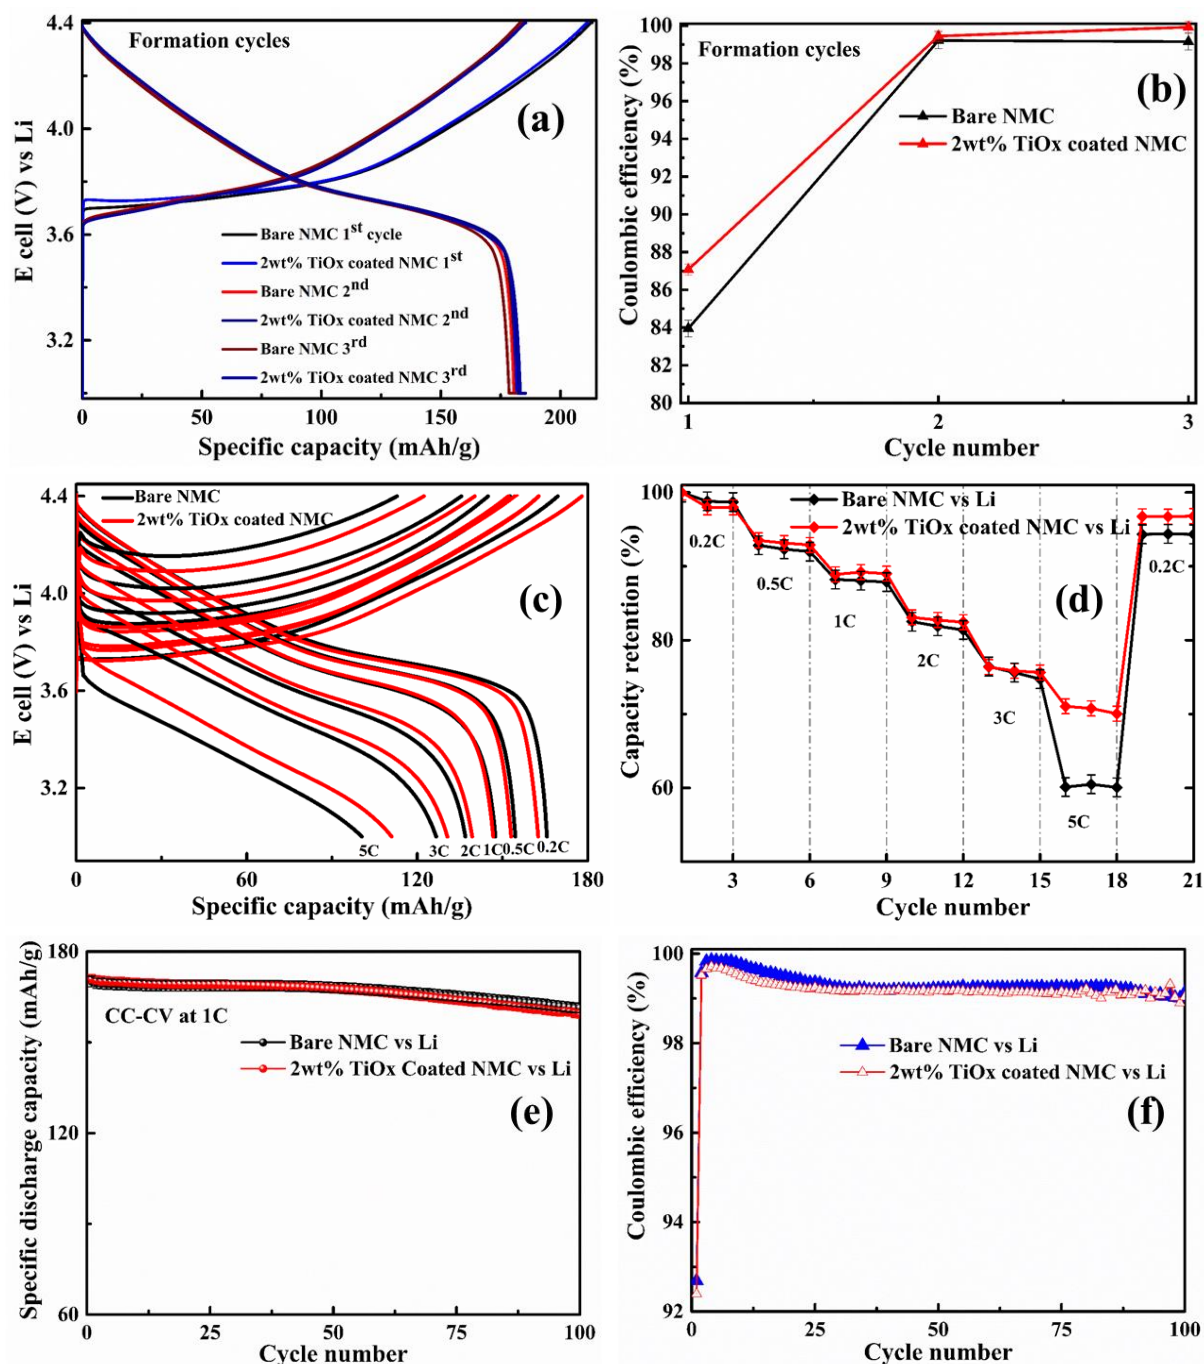 Formation cycles
(a)
E cell (V) vs Li
4.4
4.0
3.6
3.2
Bare NMC 1st cycle
2wt% TiOx coated NMC 1st
Bare NMC 2nd
2wt% TiOx coated NMC 2nd
Bare NMC 3rd
2wt% TiOx coated NMC 3rd
0 50 100 150 200
Specific capacity (mAh/g)
Formation cycles
(b)
Coulombic efficiency (%)
100
98
96
94
92
90
88
86
84
82
80
Bare NMC
2wt% TiOx coated NMC
1 2 3
Cycle number
Bare NMC
2wt% TiOx coated NMC
(c)
E cell (V) vs Li
4.4
4.0
3.6
3.2
5C 3C 2C 1C 0.5C 0.2C
0 60 120 180
Specific capacity (mAh/g)
Bare NMC vs Li
2wt% TiOx coated NMC vs Li
(d)
Capacity retention (%)
100
80
60
0.2C
0.5C
1C
2C
3C
5C
0.2C
3 6 9 12 15 18 21
Cycle number
Specific discharge capacity (mAh/g)
180
120
60
CC-CV at 1C
Bare NMC vs Li
2wt% TiOx Coated NMC vs Li
(e)
0 25 50 75 100
Cycle number
Coulombic efficiency (%)
100
98
96
94
92
Bare NMC vs Li
2wt% TiOx coated NMC vs Li
(f)
0 25 50 75 100
Cycle number